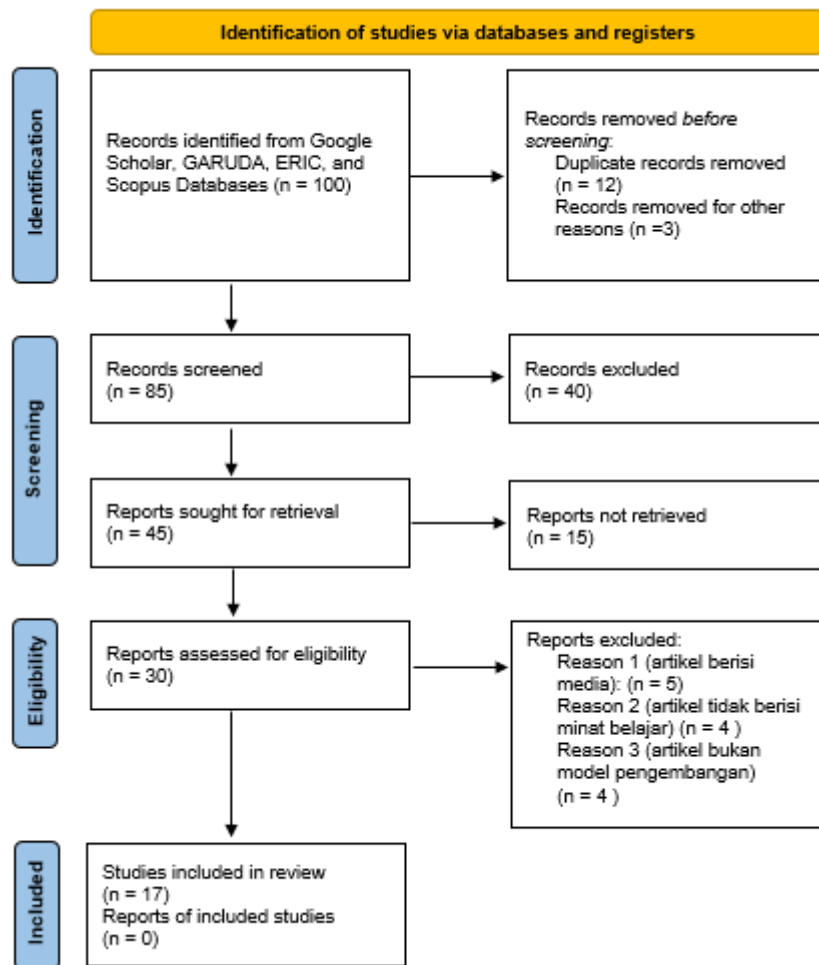 Identification of studies via databases and registers
Identification
Records identified from Google
Scholar, GARUDA, ERIC, and
Scopus Databases (n = 100)
Records removed before
screening:
Duplicate records removed
(n = 12)
Records removed for other
reasons (n =3)
Screening
Records screened
(n = 85)
Records excluded
(n = 40)
Reports sought for retrieval
(n = 45)
Reports not retrieved
(n = 15)
Eligibility
Reports assessed for eligibility
(n = 30)
Reports excluded:
Reason 1 (artikel berisi
media): (n = 5)
Reason 2 (artikel tidak berisi
minat belajar) (n = 4 )
Reason 3 (artikel bukan
model pengembangan)
(n = 4 )
Included
Studies included in review
(n = 17)
Reports of included studies
(n = 0)